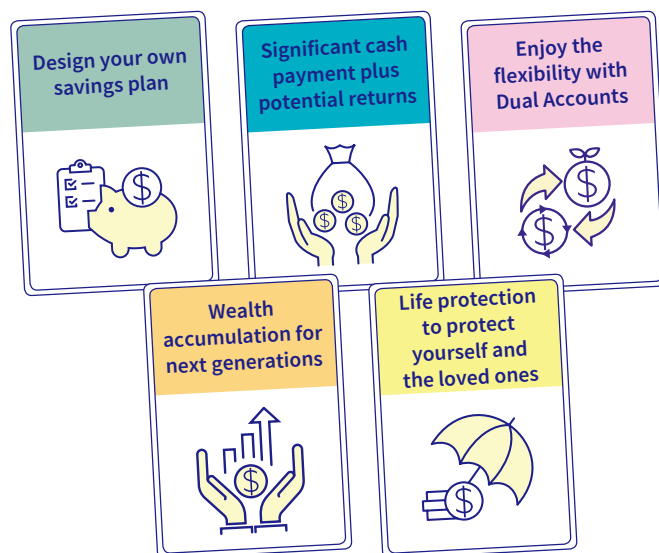 Design your own
savings plan
Significant cash
payment plus
potential returns
Enjoy the
flexibility with
Dual Accounts
$
$
$
$
$
$
Wealth
accumulation for
next generations
Life protection
to protect
yourself and
the loved ones
$
$